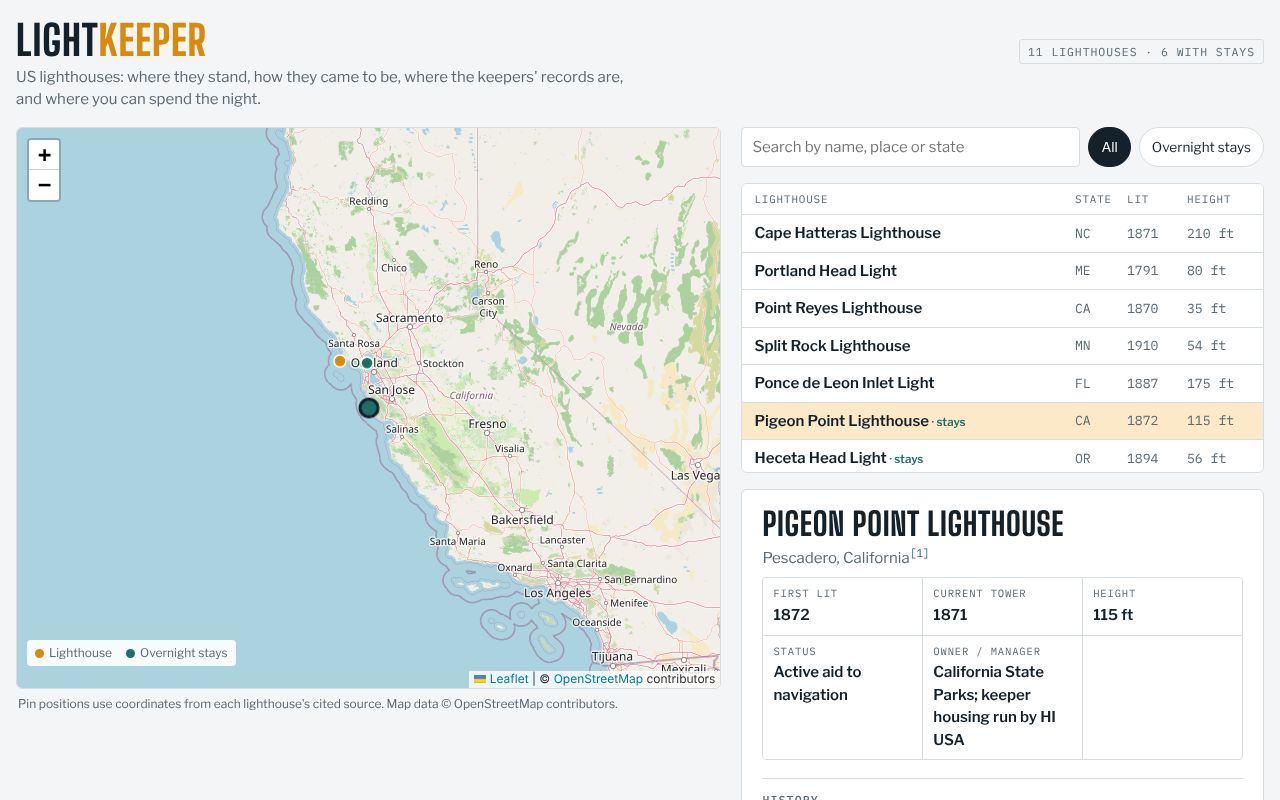 LIGHTKEEPER
US lighthouses: where they stand, how they came to be, where the keepers' records are,
and where you can spend the night.
11 LIGHTHOUSES · 6 WITH STAYS
+
−
Redding
Chico
Reno
Carson
City
Sacramento
Nevada
Santa Rosa
Stockton
San Jose
California
Salinas
Fresno
Visalia
Las Vega
Bakersfield
Santa Maria
Lancaster
Oxnard
Santa Clarita
San Bernardino
Los Angeles
Menifee
Oceanside
Tijuana
Mexicali
Lighthouse
Overnight stays
Leaflet | © OpenStreetMap contributors
Pin positions use coordinates from each lighthouse's cited source. Map data © OpenStreetMap contributors.
Search by name, place or state
All
Overnight stays
LIGHTHOUSE STATE LIT HEIGHT
Cape Hatteras Lighthouse NC 1871 210 ft
Portland Head Light ME 1791 80 ft
Point Reyes Lighthouse CA 1870 35 ft
Split Rock Lighthouse MN 1910 54 ft
Ponce de Leon Inlet Light FL 1887 175 ft
Pigeon Point Lighthouse · stays CA 1872 115 ft
Heceta Head Light · stays OR 1894 56 ft
PIGEON POINT LIGHTHOUSE
Pescadero, California[1]
FIRST LIT
1872
CURRENT TOWER
1871
HEIGHT
115 ft
STATUS
Active aid to
navigation
OWNER / MANAGER
California State
Parks; keeper
housing run by HI
USA
HISTORY